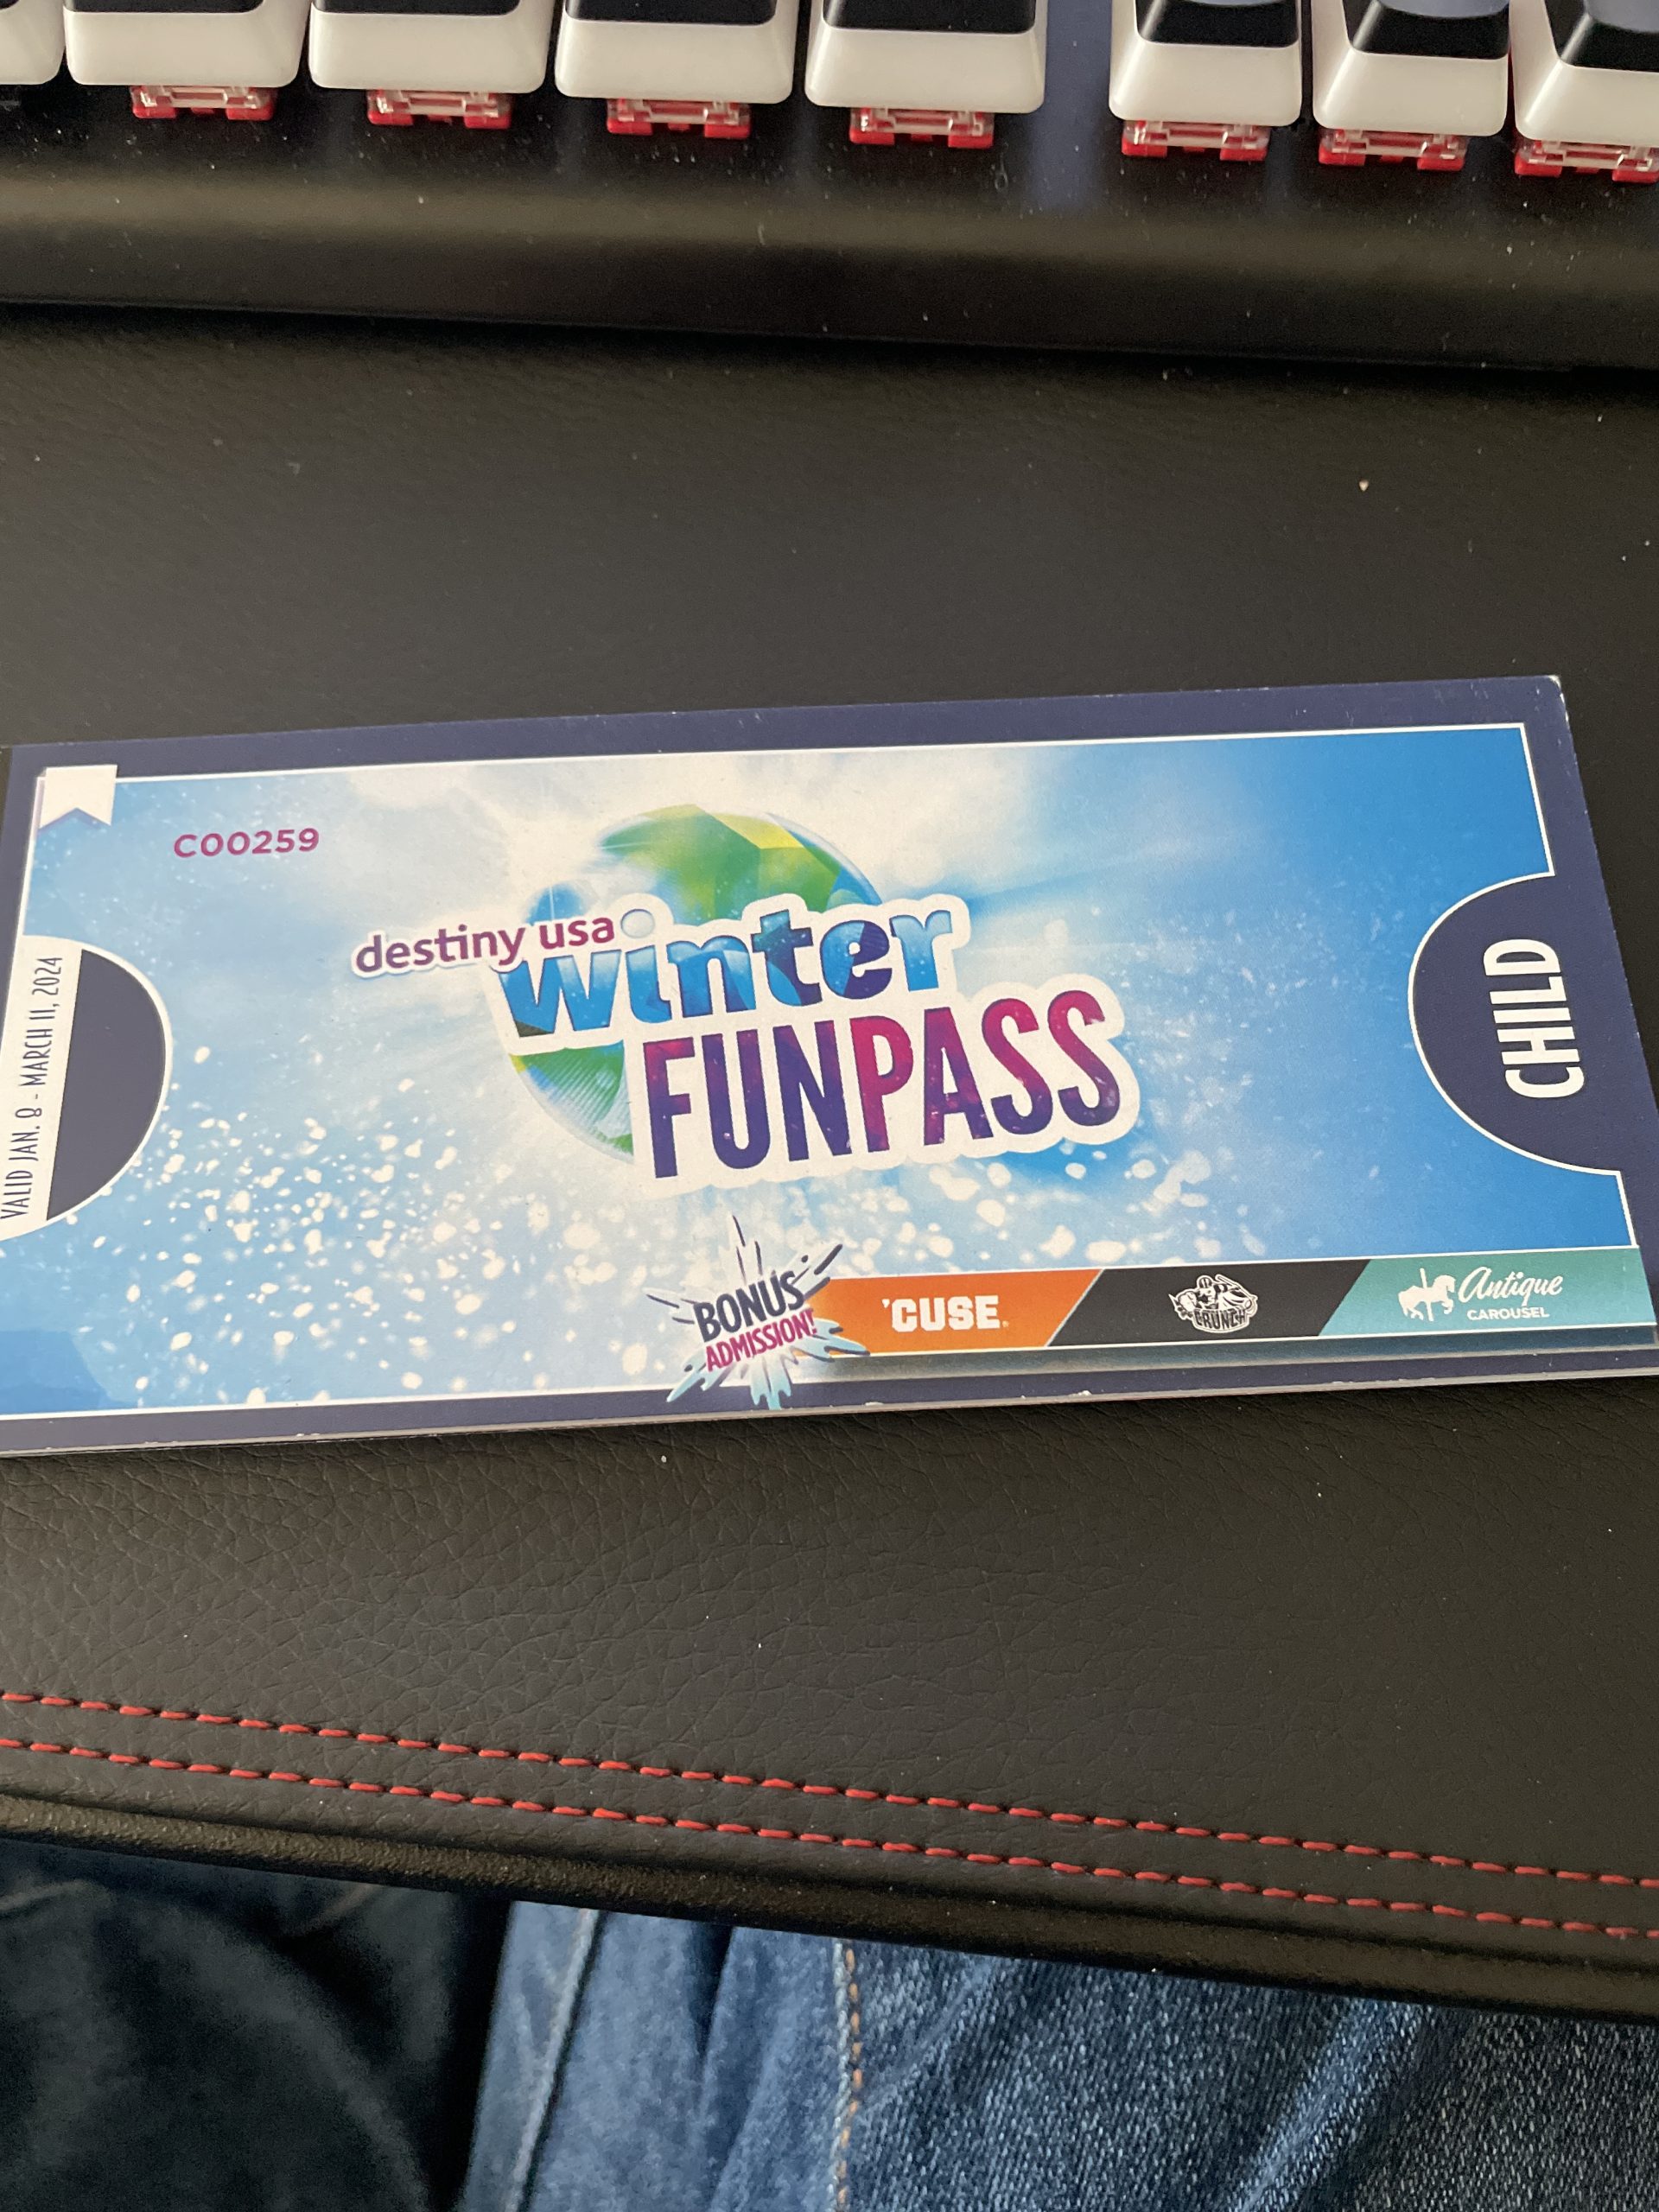 C00259
destiny usa
winter
FUNPASS
VALID JAN. 8 - MARCH 11, 2024
CHILD
BONUS
ADMISSION!
'CUSE
CRUNCH
Antique
CAROUSEL